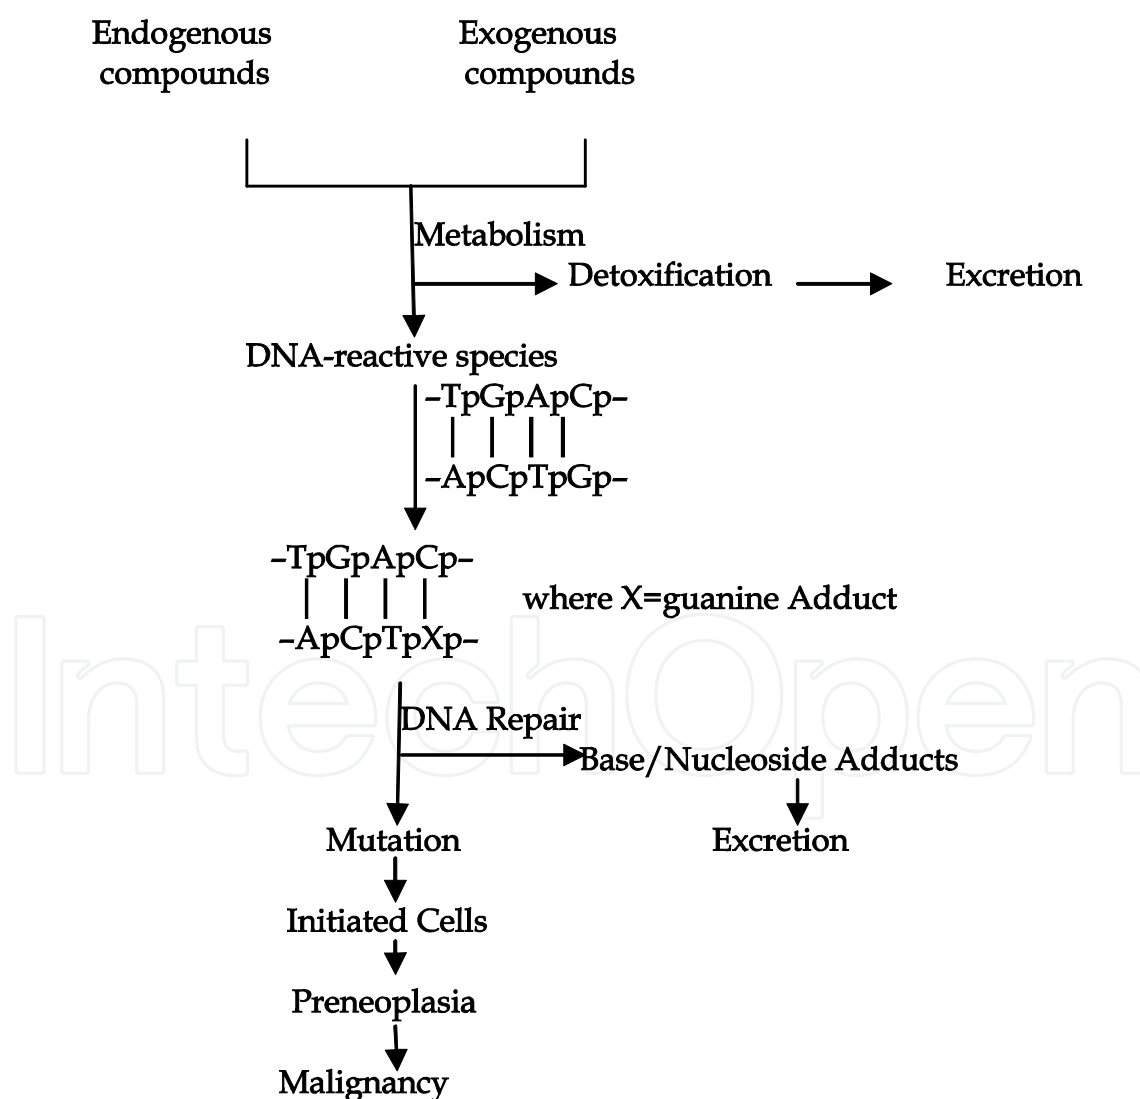 Endogenous compounds
Exogenous compounds
Metabolism
Detoxification
Excretion
DNA-reactive species
–TpGpApCp–
–ApCpTpGp–
–TpGpApCp–
where X=guanine Adduct
–ApCpTpXp–
IntechOpen
DNA Repair
Base/Nucleoside Adducts
Mutation
Excretion
Initiated Cells
Preneoplasia
Malignancy